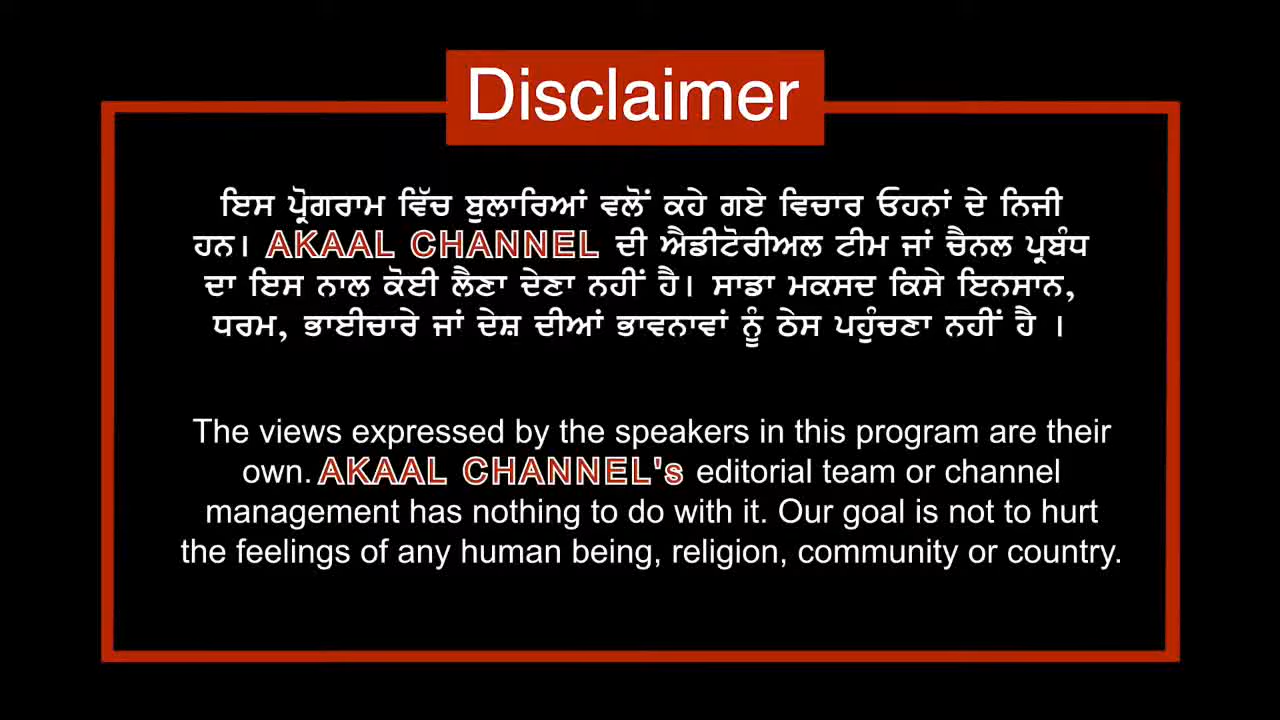 Disclaimer
ਇਸ ਪ੍ਰੋਗਰਾਮ ਵਿੱਚ ਬੁਲਾਰਿਆਂ ਵਲੋਂ ਕਹੇ ਗਏ ਵਿਚਾਰ ਓਹਨਾਂ ਦੇ ਨਿਜੀ
ਹਨ। AKAAL CHANNEL ਦੀ ਐਡੀਟੋਰੀਅਲ ਟੀਮ ਜਾਂ ਚੈਨਲ ਪ੍ਰਬੰਧ
ਦਾ ਇਸ ਨਾਲ ਕੋਈ ਲੈਣਾ ਦੇਣਾ ਨਹੀਂ ਹੈ। ਸਾਡਾ ਮਕਸਦ ਕਿਸੇ ਇਨਸਾਨ,
ਧਰਮ, ਭਾਈਚਾਰੇ ਜਾਂ ਦੇਸ਼ ਦੀਆਂ ਭਾਵਨਾਵਾਂ ਨੂੰ ਠੇਸ ਪਹੁੰਚਣਾ ਨਹੀਂ ਹੈ ।
The views expressed by the speakers in this program are their
own. AKAAL CHANNEL's editorial team or channel
management has nothing to do with it. Our goal is not to hurt
the feelings of any human being, religion, community or country.